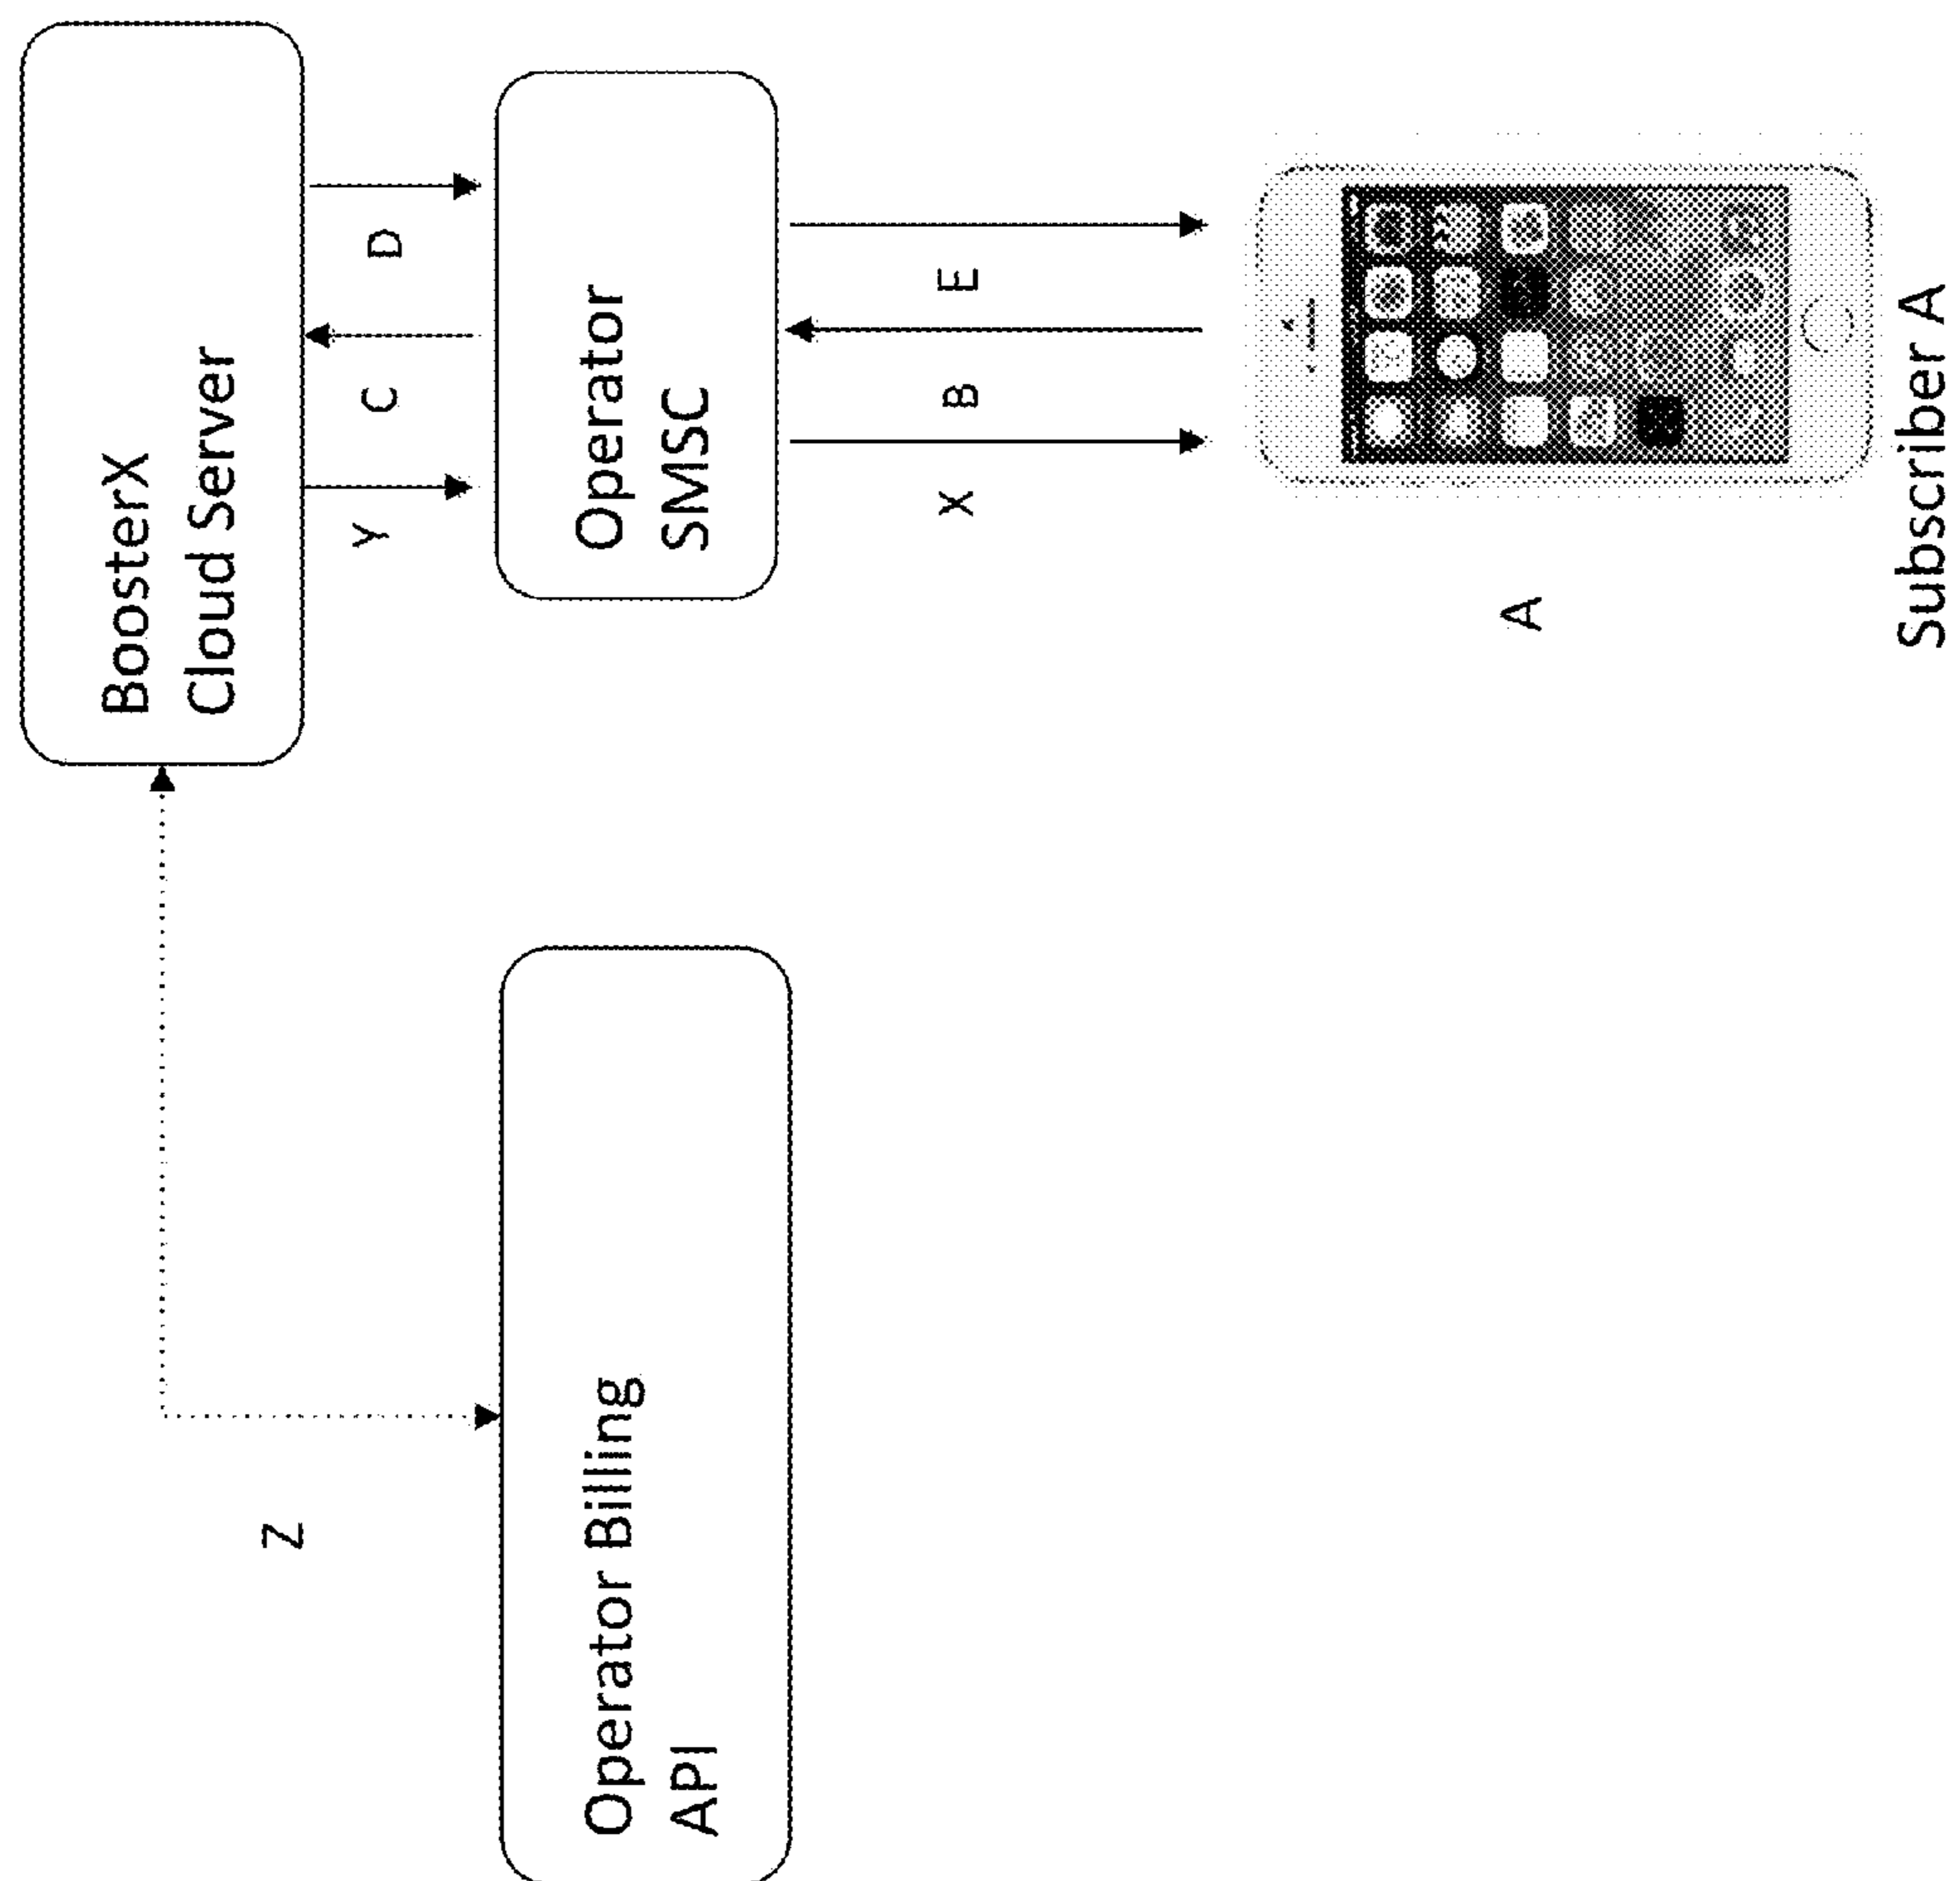 BoosterX
Cloud Server
Z
Y
C
D
Operator Billing
API
Operator
SMSC
X
B
E
A
Subscriber A